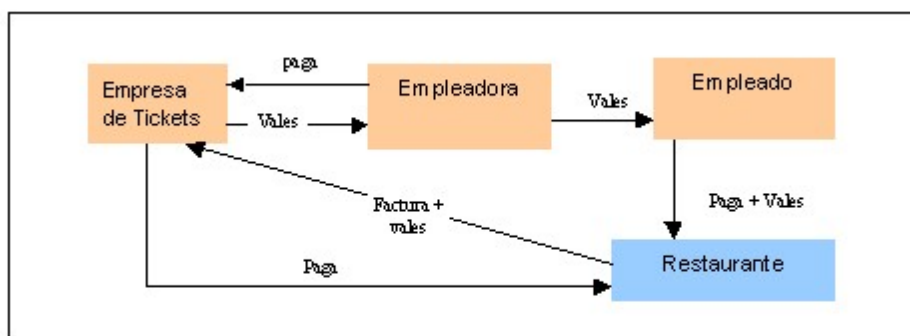 paga
Empresa
de Tickets
Empleadora
Empleado
Vales
Vales
Factura +
vales
Paga + Vales
Paga
Restaurante